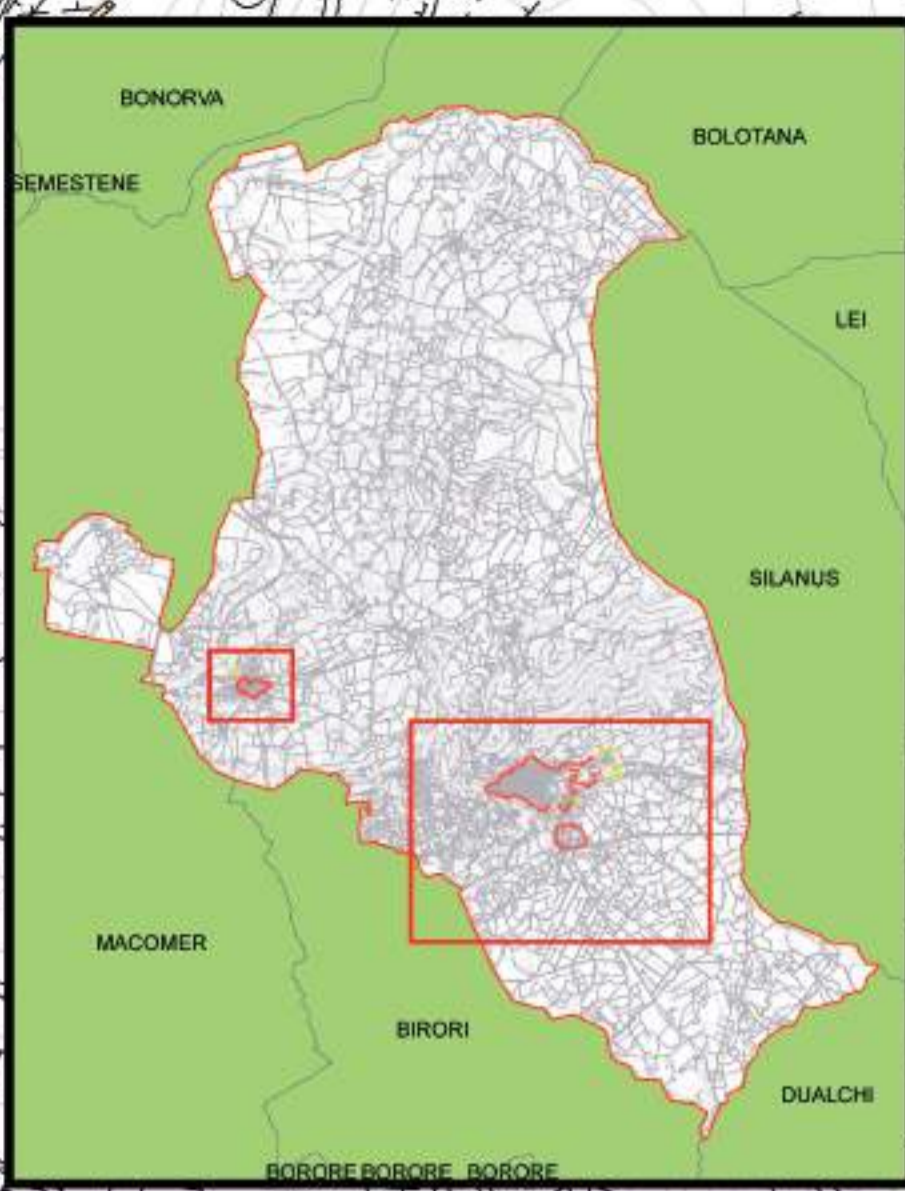 BONORVA
BOLOTANA
SEMESTENE
LEI
SILANUS
MACOMER
BIRORI
DUALCHI
BORORE BORORE BORORE